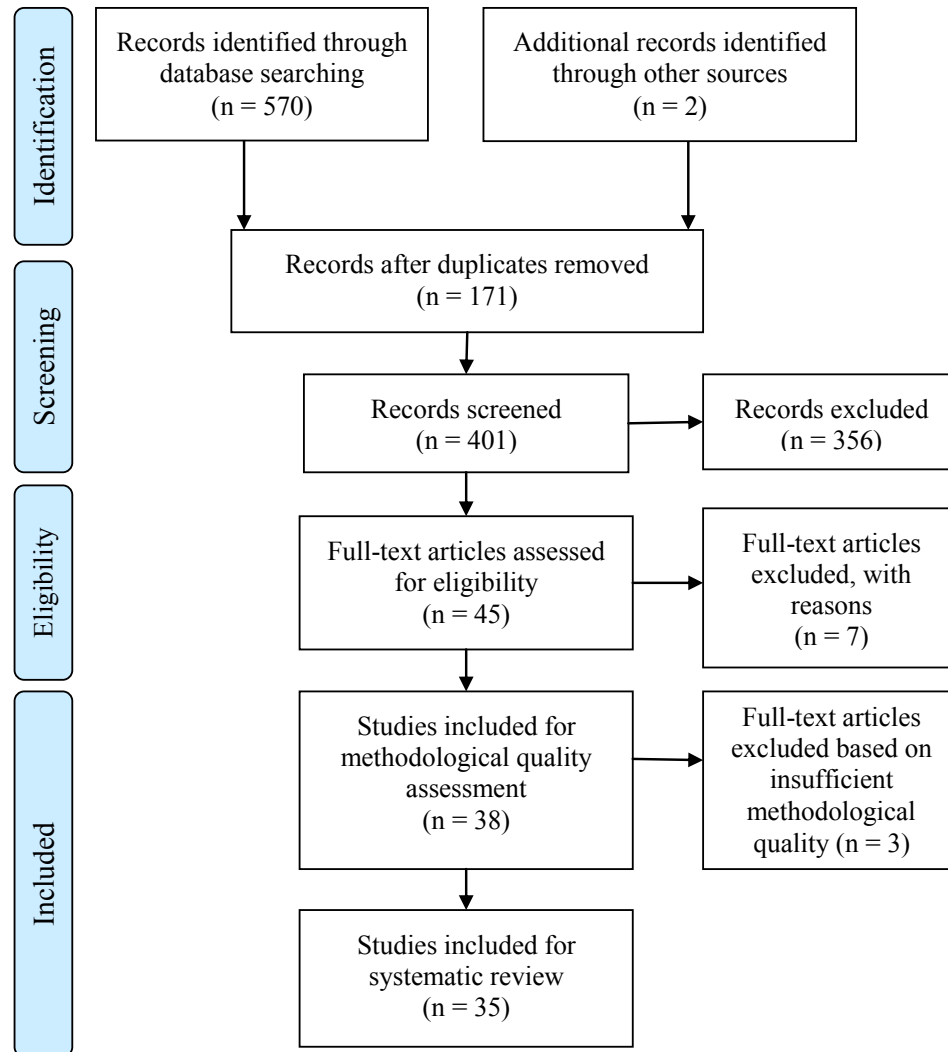 Identification
Records identified through
database searching
(n = 570)
Additional records identified
through other sources
(n = 2)
Records after duplicates removed
(n = 171)
Screening
Records screened
(n = 401)
Records excluded
(n = 356)
Eligibility
Full-text articles assessed
for eligibility
(n = 45)
Full-text articles
excluded, with
reasons
(n = 7)
Included
Studies included for
methodological quality
assessment
(n = 38)
Full-text articles
excluded based on
insufficient
methodological
quality (n = 3)
Studies included for
systematic review
(n = 35)